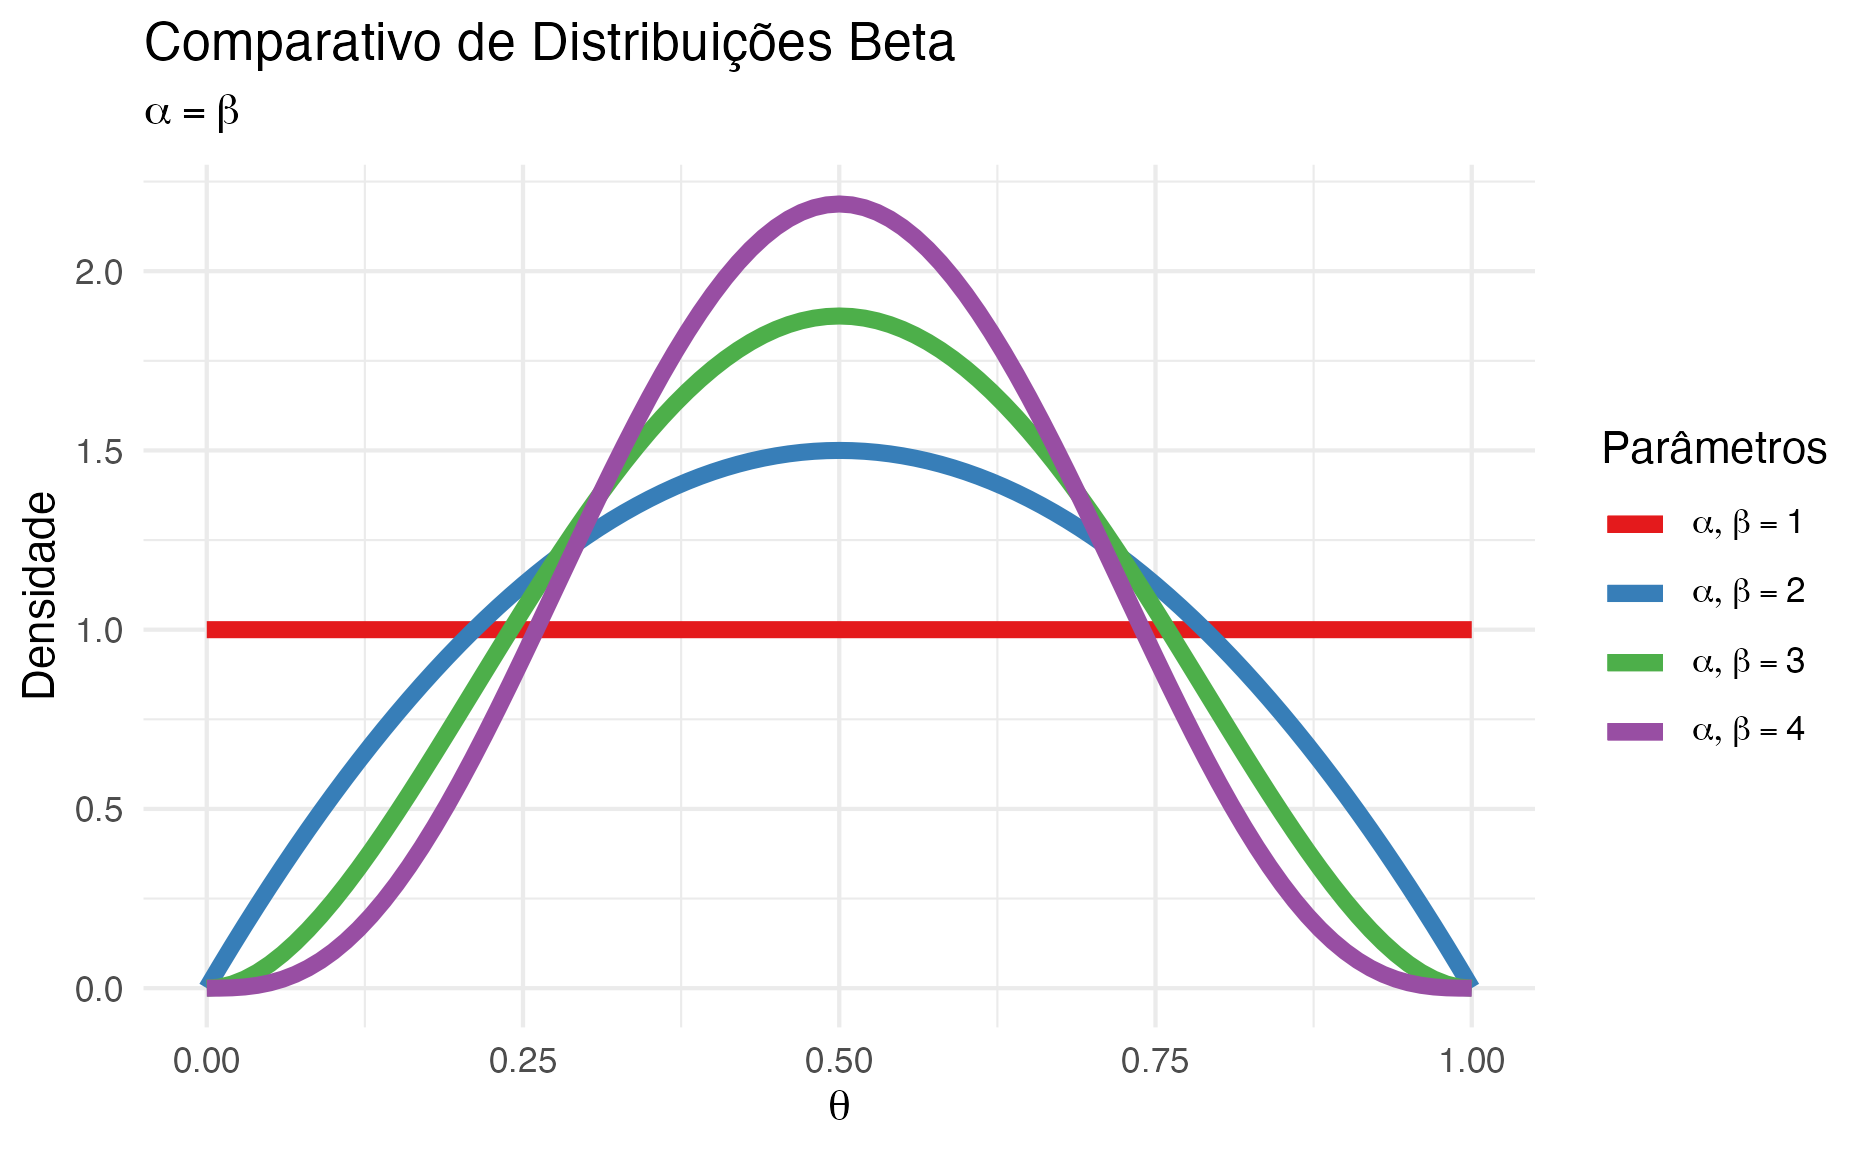 Comparativo de Distribuições Beta
α = β
Densidade
2.0
1.5
1.0
0.5
0.0
0.00 0.25 0.50 0.75 1.00
θ
Parâmetros
α, β = 1
α, β = 2
α, β = 3
α, β = 4